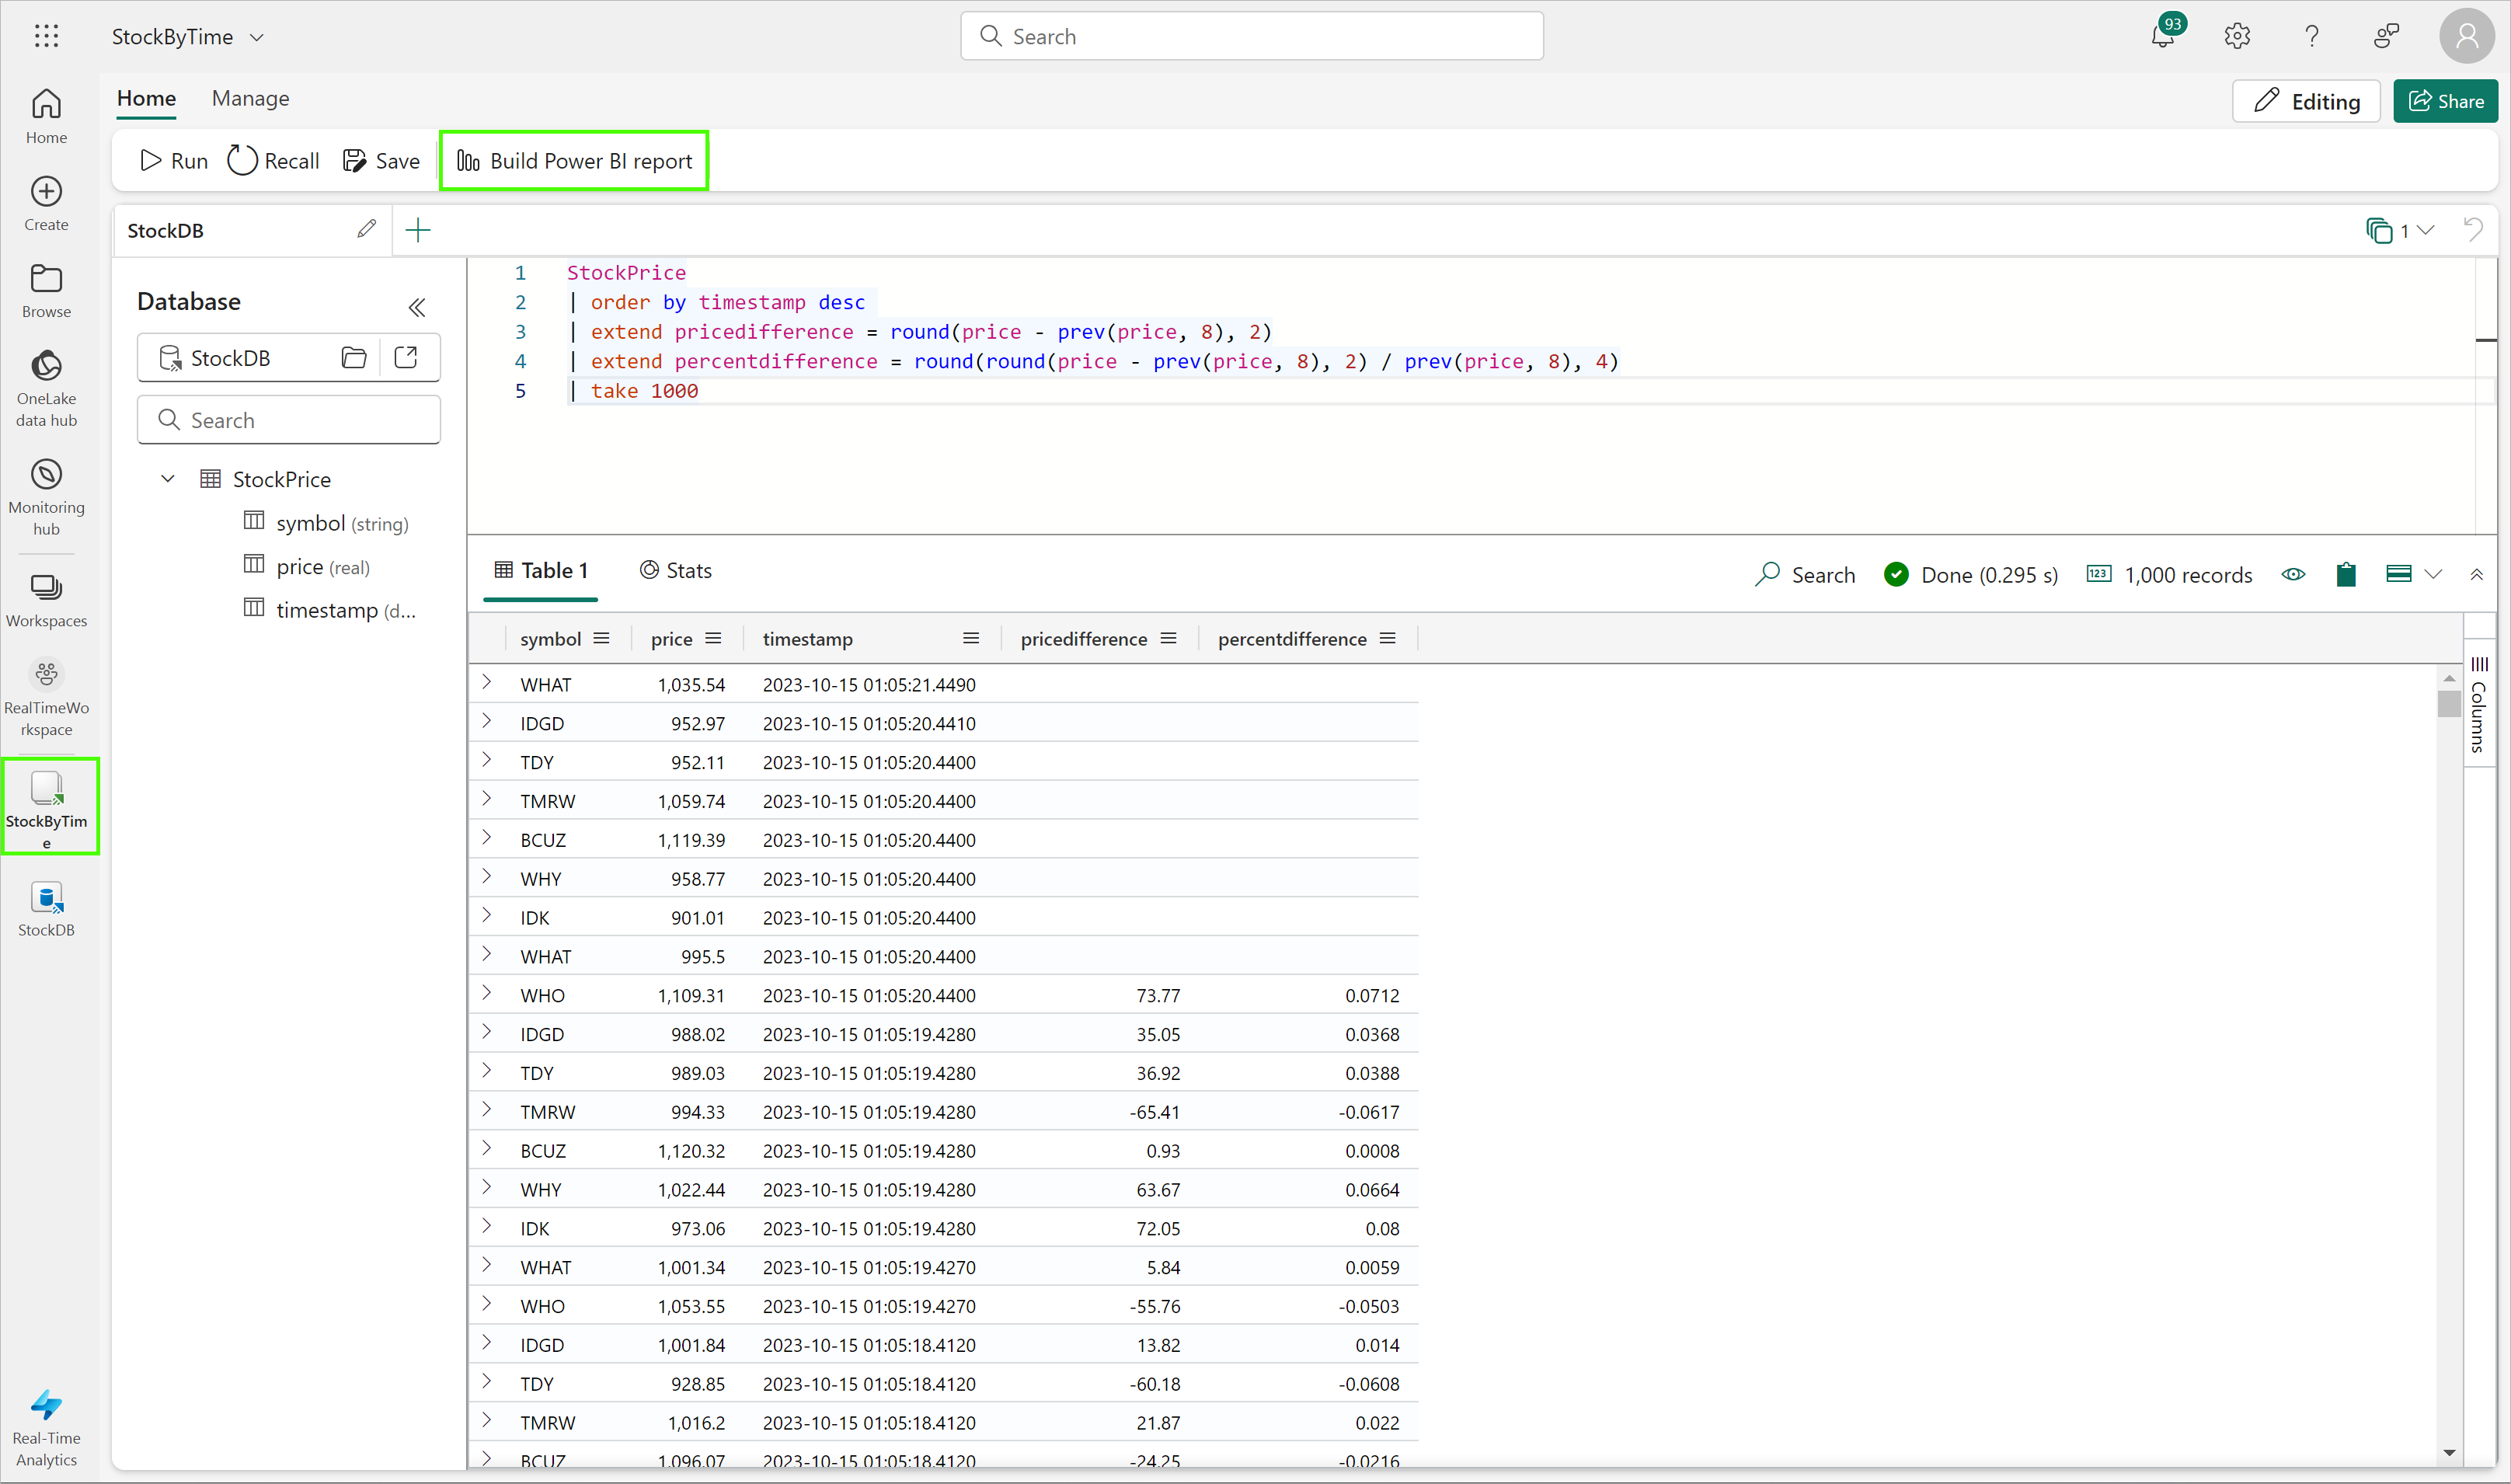 StockByTime
Search
93
Home
Manage
Editing
Share
Run
Recall
Save
Build Power BI report
Home
Create
Browse
OneLake
data hub
Monitoring
hub
Workspaces
RealTimeWo
rkspace
StockByTim
e
StockDB
Real-Time
Analytics
StockDB
1
Database
StockDB
Search
StockPrice
symbol (string)
price (real)
timestamp (d...
1 StockPrice
2 | order by timestamp desc
3 | extend pricedifference = round(price - prev(price, 8), 2)
4 | extend percentdifference = round(round(price - prev(price, 8), 2) / prev(price, 8), 4)
5 | take 1000
Table 1
Stats
Search
Done (0.295 s)
123
1,000 records
symbol price timestamp pricedifference percentdifference
WHAT 1,035.54 2023-10-15 01:05:21.4490
IDGD 952.97 2023-10-15 01:05:20.4410
TDY 952.11 2023-10-15 01:05:20.4400
TMRW 1,059.74 2023-10-15 01:05:20.4400
BCUZ 1,119.39 2023-10-15 01:05:20.4400
WHY 958.77 2023-10-15 01:05:20.4400
IDK 901.01 2023-10-15 01:05:20.4400
WHAT 995.5 2023-10-15 01:05:20.4400
WHO 1,109.31 2023-10-15 01:05:20.4400 73.77 0.0712
IDGD 988.02 2023-10-15 01:05:19.4280 35.05 0.0368
TDY 989.03 2023-10-15 01:05:19.4280 36.92 0.0388
TMRW 994.33 2023-10-15 01:05:19.4280 -65.41 -0.0617
BCUZ 1,120.32 2023-10-15 01:05:19.4280 0.93 0.0008
WHY 1,022.44 2023-10-15 01:05:19.4280 63.67 0.0664
IDK 973.06 2023-10-15 01:05:19.4280 72.05 0.08
WHAT 1,001.34 2023-10-15 01:05:19.4270 5.84 0.0059
WHO 1,053.55 2023-10-15 01:05:19.4270 -55.76 -0.0503
IDGD 1,001.84 2023-10-15 01:05:18.4120 13.82 0.014
TDY 928.85 2023-10-15 01:05:18.4120 -60.18 -0.0608
TMRW 1,016.2 2023-10-15 01:05:18.4120 21.87 0.022
BCUZ 1,096.07 2023-10-15 01:05:18.4120 -24.25 -0.0216
Columns